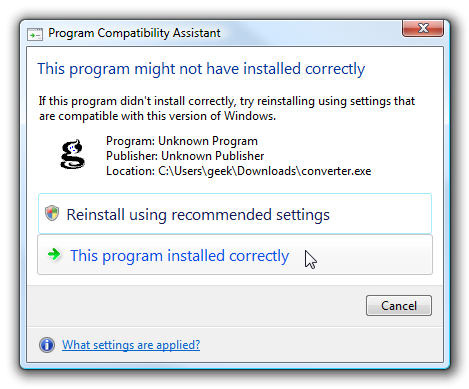 Program Compatibility Assistant
This program might not have installed correctly
If this program didn't install correctly, try reinstalling using settings that
are compatible with this version of Windows.
Program: Unknown Program
Publisher: Unknown Publisher
Location: C:\Users\geek\Downloads\converter.exe
Reinstall using recommended settings
This program installed correctly
Cancel
What settings are applied?